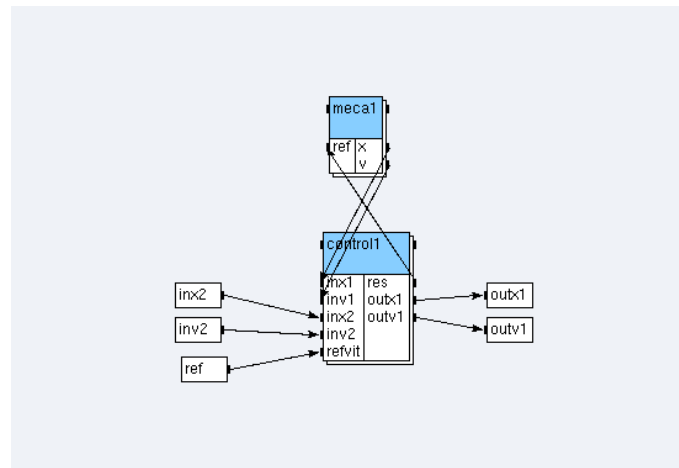 meca1
ref x
v
control1
inx1 res
inv1 outx1
inx2 outv1
inv2
refvit
inx2
inv2
ref
outx1
outv1